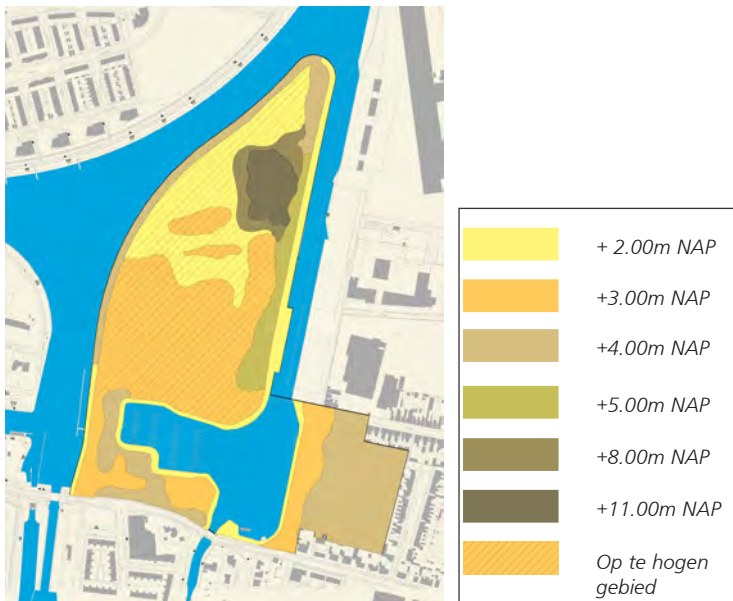 + 2.00m NAP
+3.00m NAP
+4.00m NAP
+5.00m NAP
+8.00m NAP
+11.00m NAP
Op te hogen
gebied